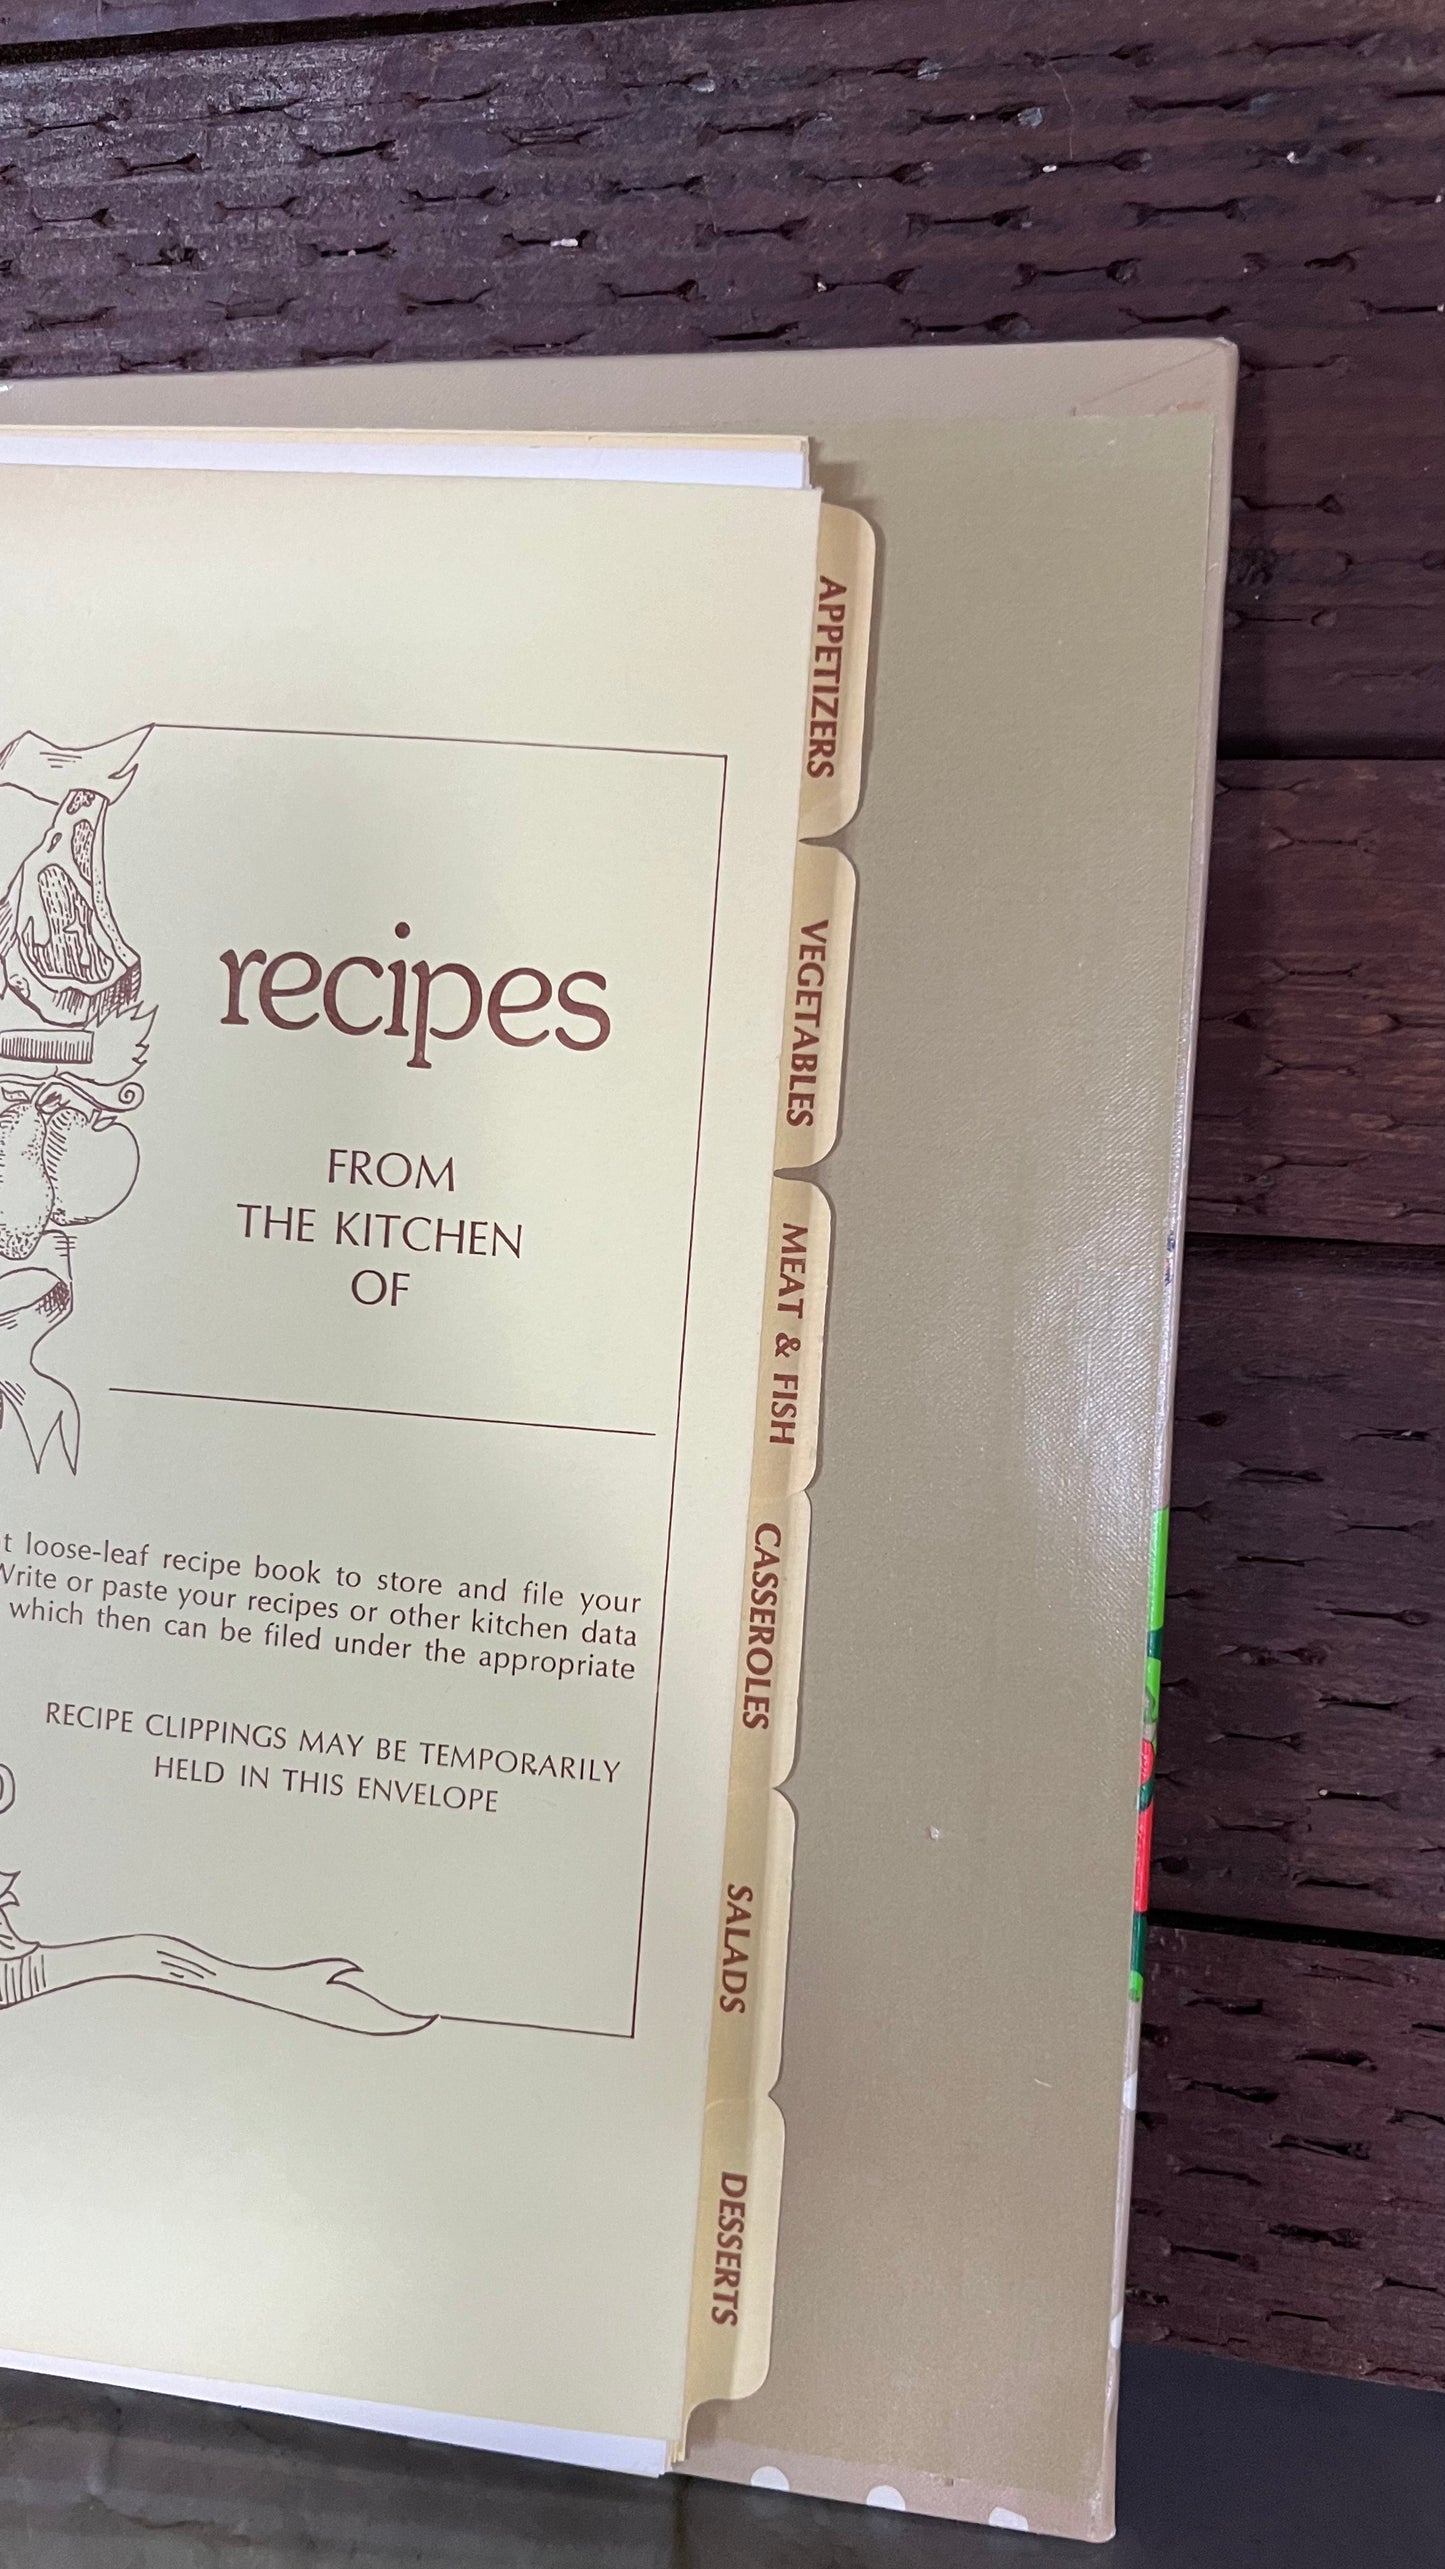 recipes
FROM
THE KITCHEN
OF
loose-leaf recipe book to store and file your
Write or paste your recipes or other kitchen data
which then can be filed under the appropriate
RECIPE CLIPPINGS MAY BE TEMPORARILY
HELD IN THIS ENVELOPE
APPETIZERS
VEGETABLES
MEAT & FISH
CASSEROLES
SALADS
DESSERTS